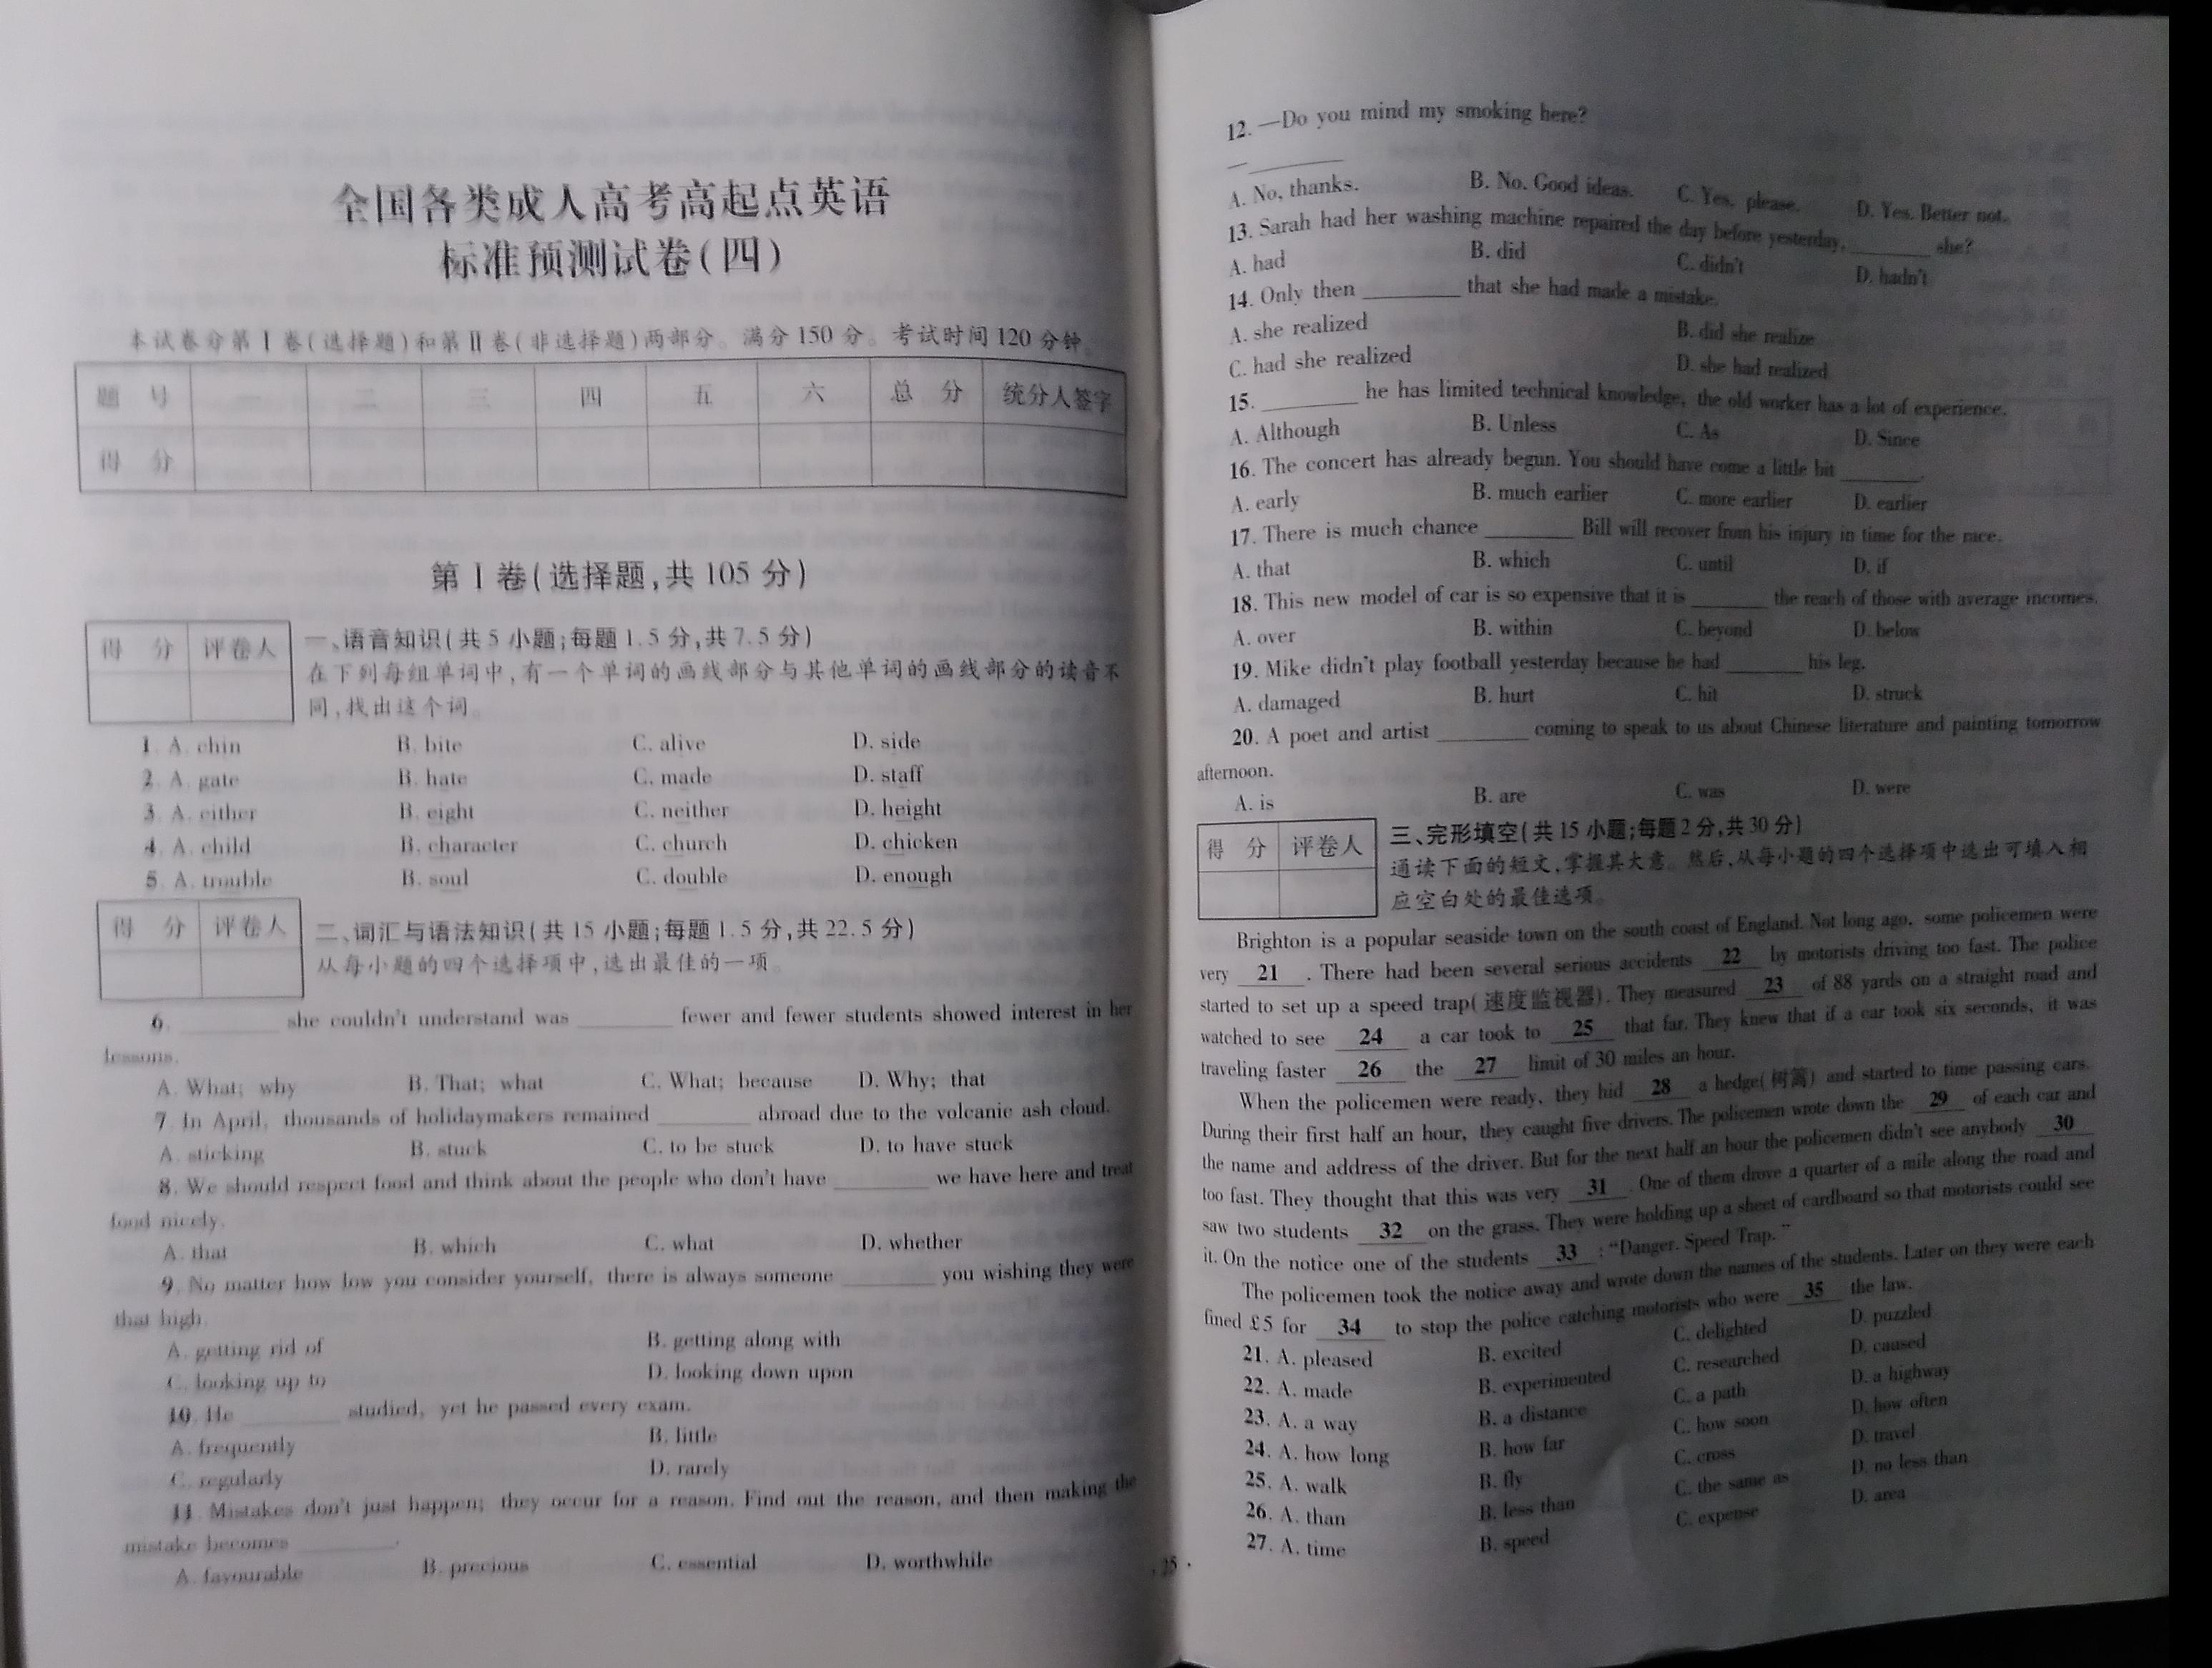 全国各类成人高考高起点英语
标准预测试卷(四)
本试卷分第Ⅰ卷(选择题)和第Ⅱ卷(非选择题)两部分。满分150分。考试时间120分钟。
题 号 一 二 三 四 五 六 总 分 统分人签字
得 分
第Ⅰ卷(选择题,共105分)
得 分 评卷人
一、语音知识(共5小题;每题1.5分,共7.5分)
在下列每组单词中,有一个单词的画线部分与其他单词的画线部分的读音不
同,找出这个词。
1. A. chin B. bite C. alive D. side
2. A. gate B. hate C. made D. staff
3. A. either B. eight C. neither D. height
4. A. child B. character C. church D. chicken
5. A. trouble B. soul C. double D. enough
得 分 评卷人
二、词汇与语法知识(共15小题;每题1.5分,共22.5分)
从每小题的四个选择项中,选出最佳的一项。
6. ________ she couldn't understand was ________ fewer and fewer students showed interest in her
lessons.
A. What; why B. That; what C. What; because D. Why; that
7. In April, thousands of holidaymakers remained ________ abroad due to the volcanic ash cloud.
A. sticking B. stuck C. to be stuck D. to have stuck
8. We should respect food and think about the people who don't have ________ we have here and treat
food nicely.
A. that B. which C. what D. whether
9. No matter how low you consider yourself, there is always someone ________ you wishing they were
that high.
A. getting rid of B. getting along with
C. looking up to D. looking down upon
10. He ________ studied, yet he passed every exam.
A. frequently B. little
C. regularly D. rarely
11. Mistakes don't just happen; they occur for a reason. Find out the reason, and then making the
mistake becomes ________.
A. favourable B. precious C. essential D. worthwhile
· 25 ·
12. —Do you mind my smoking here?
— ________
A. No, thanks. B. No. Good ideas. C. Yes, please. D. Yes. Better not.
13. Sarah had her washing machine repaired the day before yesterday, ________ she?
A. had B. did C. didn't D. hadn't
14. Only then ________ that she had made a mistake.
A. she realized B. did she realize
C. had she realized D. she had realized
15. ________ he has limited technical knowledge, the old worker has a lot of experience.
A. Although B. Unless C. As D. Since
16. The concert has already begun. You should have come a little bit ________.
A. early B. much earlier C. more earlier D. earlier
17. There is much chance ________ Bill will recover from his injury in time for the race.
A. that B. which C. until D. if
18. This new model of car is so expensive that it is ________ the reach of those with average incomes.
A. over B. within C. beyond D. below
19. Mike didn't play football yesterday because he had ________ his leg.
A. damaged B. hurt C. hit D. struck
20. A poet and artist ________ coming to speak to us about Chinese literature and painting tomorrow
afternoon.
A. is B. are C. was D. were
得 分 评卷人
三、完形填空(共15小题;每题2分,共30分)
通读下面的短文,掌握其大意。然后,从每小题的四个选择项中选出可填入相
应空白处的最佳选项。
Brighton is a popular seaside town on the south coast of England. Not long ago, some policemen were
very 21 . There had been several serious accidents 22 by motorists driving too fast. The police
started to set up a speed trap(速度监视器). They measured 23 of 88 yards on a straight road and
watched to see 24 a car took to 25 that far. They knew that if a car took six seconds, it was
traveling faster 26 the 27 limit of 30 miles an hour.
When the policemen were ready, they hid 28 a hedge(树篱) and started to time passing cars.
During their first half an hour, they caught five drivers. The policemen wrote down the 29 of each car and
the name and address of the driver. But for the next half an hour the policemen didn't see anybody 30
too fast. They thought that this was very 31 . One of them drove a quarter of a mile along the road and
saw two students 32 on the grass. They were holding up a sheet of cardboard so that motorists could see
it. On the notice one of the students 33 : "Danger. Speed Trap."
The policemen took the notice away and wrote down the names of the students. Later on they were each
fined £5 for 34 to stop the police catching motorists who were 35 the law.
21. A. pleased B. excited C. delighted D. puzzled
22. A. made B. experimented C. researched D. caused
23. A. a way B. a distance C. a path D. a highway
24. A. how long B. how far C. how soon D. how often
25. A. walk B. fly C. cross D. travel
26. A. than B. less than C. the same as D. no less than
27. A. time B. speed C. expense D. area